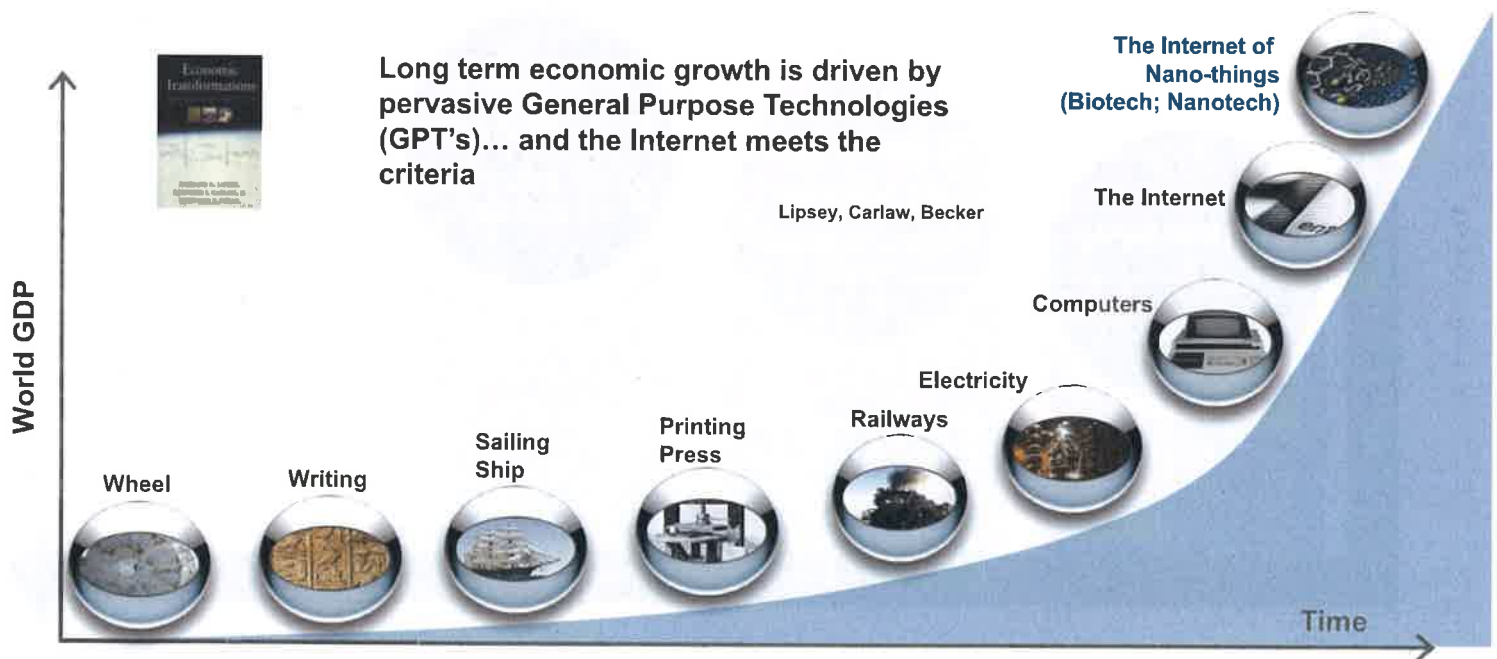 Economic
Transformations
Long term economic growth is driven by
pervasive General Purpose Technologies
(GPT's)... and the Internet meets the
criteria
Lipsey, Carlaw, Becker
The Internet of
Nano-things
(Biotech; Nanotech)
The Internet
Computers
Electricity
Railways
Printing
Press
Sailing
Ship
Writing
Wheel
World GDP
Time